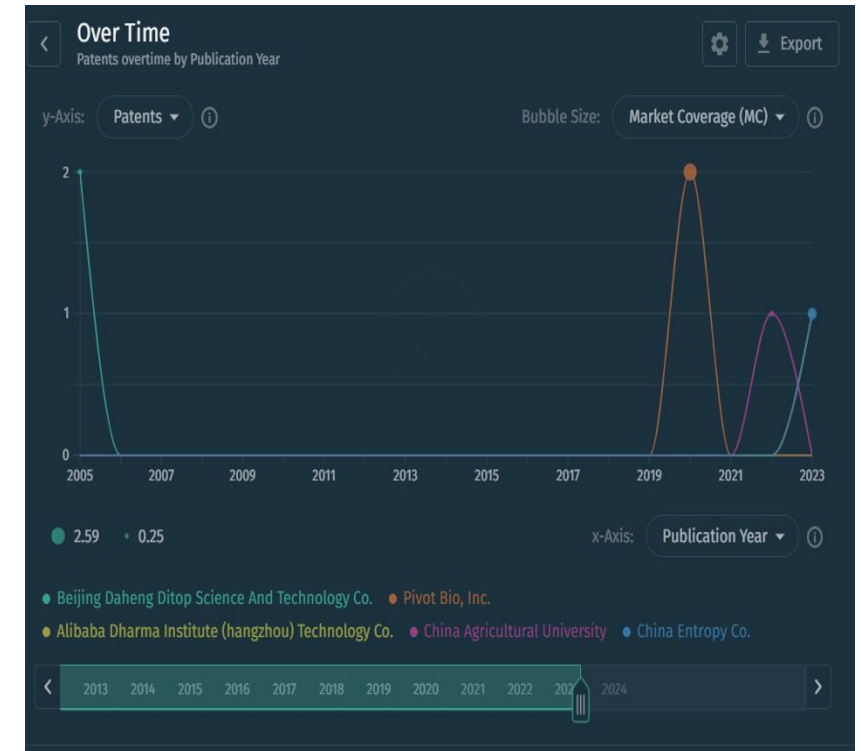 Over Time
Patents overtime by Publication Year
Export
y-Axis: Patents
Bubble Size: Market Coverage (MC)
2
1
0
2005 2007 2009 2011 2013 2015 2017 2019 2021 2023
2.59 0.25
x-Axis: Publication Year
Beijing Daheng Ditop Science And Technology Co. Pivot Bio, Inc.
Alibaba Dharma Institute (hangzhou) Technology Co. China Agricultural University China Entropy Co.
2013 2014 2015 2016 2017 2018 2019 2020 2021 2022 202 2024